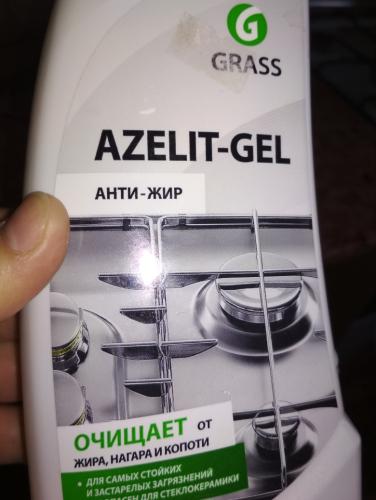 GRASS
AZELIT-GEL
АНТИ-ЖИР
ОЧИЩАЕТ ОТ
ЖИРА, НАГАРА И КОПОТИ
• ДЛЯ САМЫХ СТОЙКИХ
И ЗАСТАРЕЛЫХ ЗАГРЯЗНЕНИЙ
ДЛЯ СТЕКЛОКЕРАМИКИ